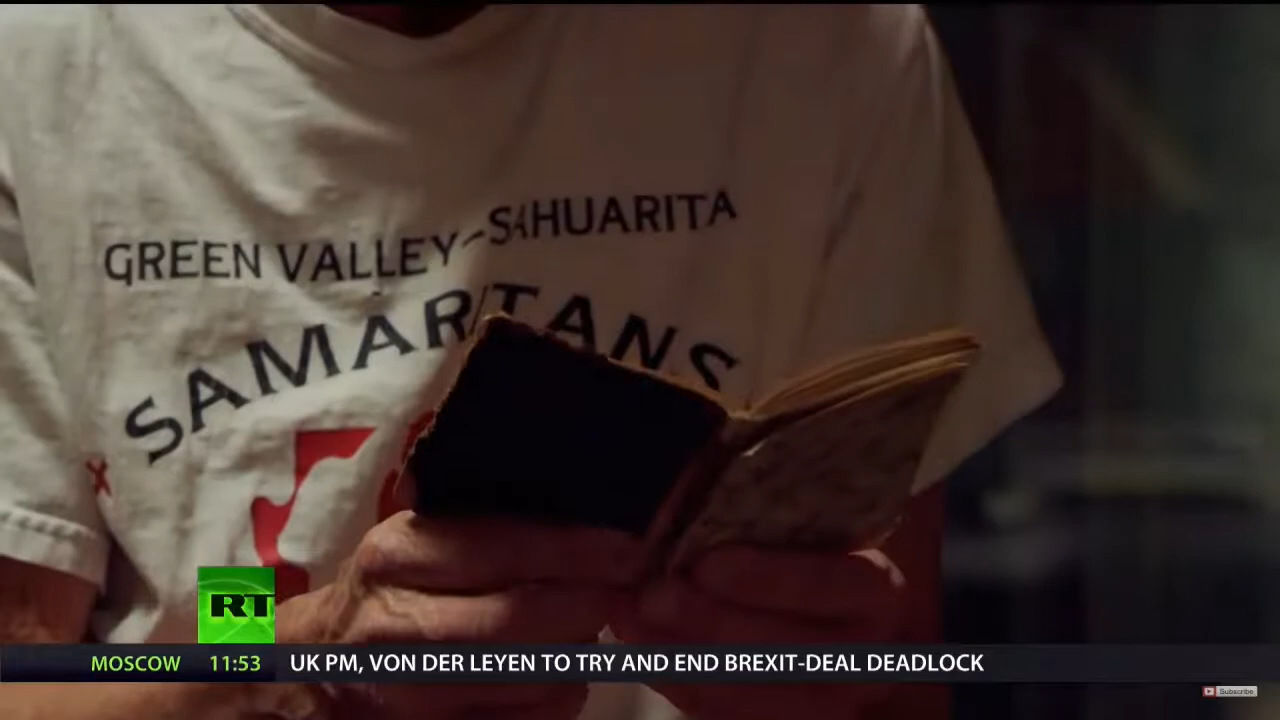 GREEN VALLEY-SAHUARITA
SAMARITANS
RT
MOSCOW 11:53 UK PM, VON DER LEYEN TO TRY AND END BREXIT-DEAL DEADLOCK
Subscribe